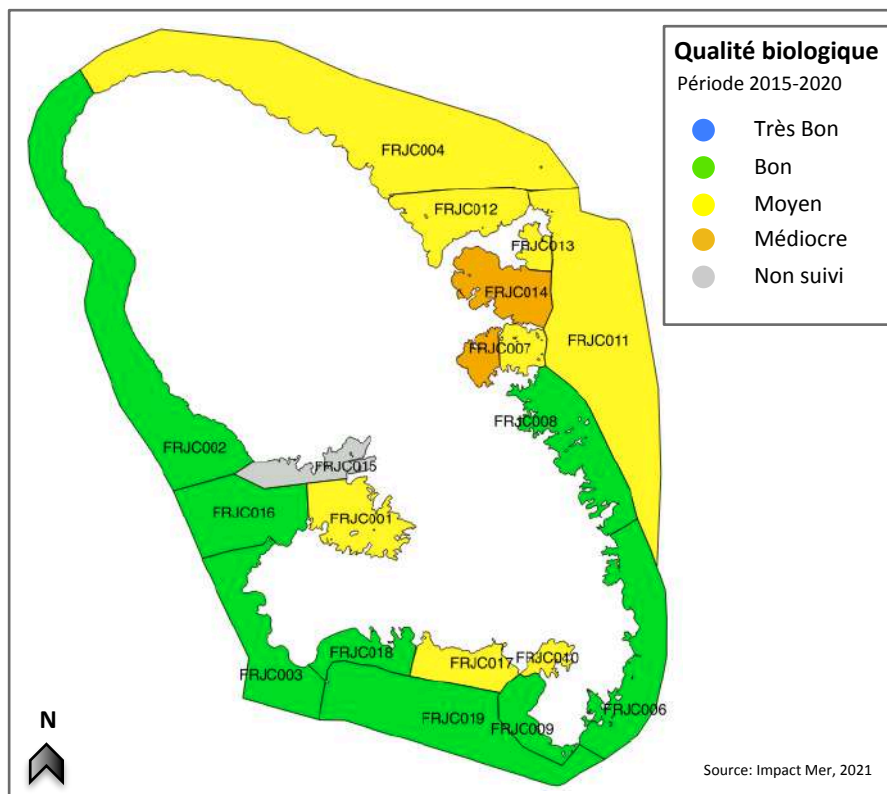 Qualité biologique
Période 2015-2020
Très Bon
Bon
Moyen
Médiocre
Non suivi
FRJC004
FRJC012
FRJC013
FRJC014
FRJC011
FRJC007
FRJC008
FRJC002
FRJC015
FRJC016
FRJC001
FRJC018
FRJC017
FRJC010
FRJC003
FRJC019
FRJC009
FRJC006
N
Source: Impact Mer, 2021